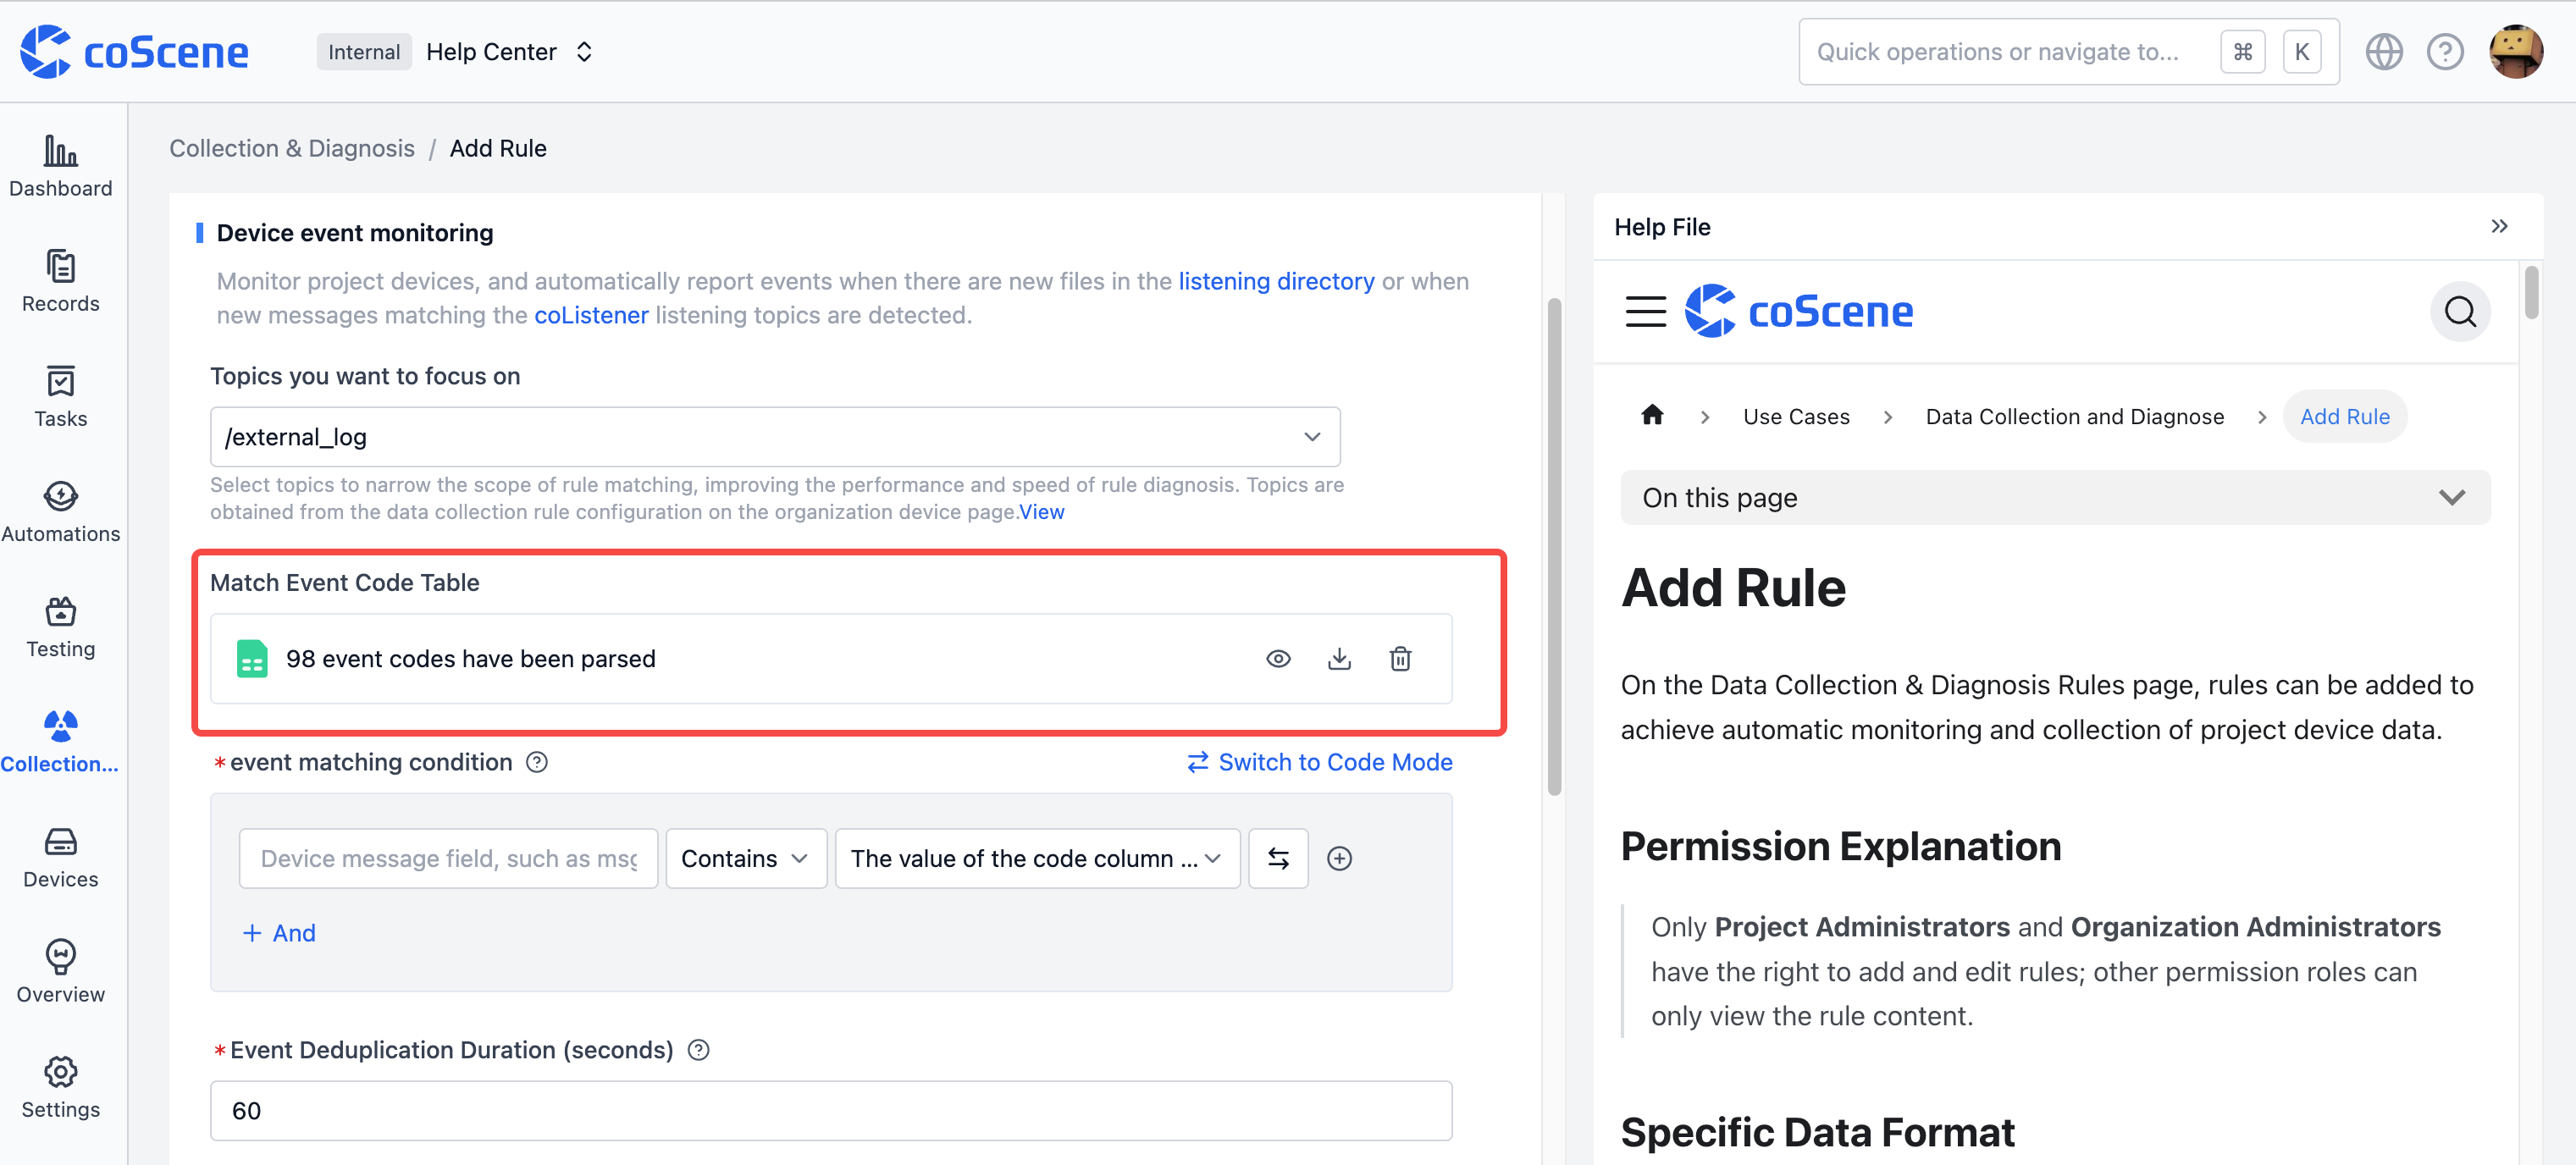 coScene
Internal Help Center
Quick operations or navigate to... ⌘ K
Dashboard
Records
Tasks
Automations
Testing
Collection...
Devices
Overview
Settings
Collection & Diagnosis / Add Rule
Device event monitoring
Monitor project devices, and automatically report events when there are new files in the listening directory or when
new messages matching the coListener listening topics are detected.
Topics you want to focus on
/external_log
Select topics to narrow the scope of rule matching, improving the performance and speed of rule diagnosis. Topics are
obtained from the data collection rule configuration on the organization device page.View
Match Event Code Table
98 event codes have been parsed
*event matching condition
Switch to Code Mode
Device message field, such as msg
Contains
The value of the code column ...
+ And
*Event Deduplication Duration (seconds)
60
Help File
coScene
Use Cases > Data Collection and Diagnose > Add Rule
On this page
Add Rule
On the Data Collection & Diagnosis Rules page, rules can be added to
achieve automatic monitoring and collection of project device data.
Permission Explanation
Only Project Administrators and Organization Administrators
have the right to add and edit rules; other permission roles can
only view the rule content.
Specific Data Format